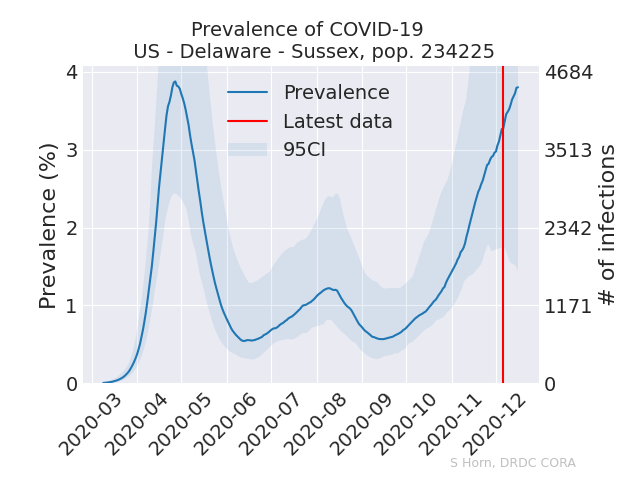 Prevalence of COVID-19
US - Delaware - Sussex, pop. 234225
Prevalence
Latest data
95CI
Prevalence (%)
4
3
2
1
0
4684
3513
2342
1171
0
# of infections
2020-03
2020-04
2020-05
2020-06
2020-07
2020-08
2020-09
2020-10
2020-11
2020-12
S Horn, DRDC CORA